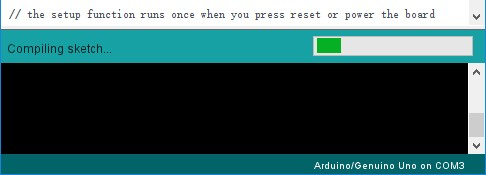 // the setup function runs once when you press reset or power the board
Compiling sketch...
Arduino/Genuino Uno on COM3